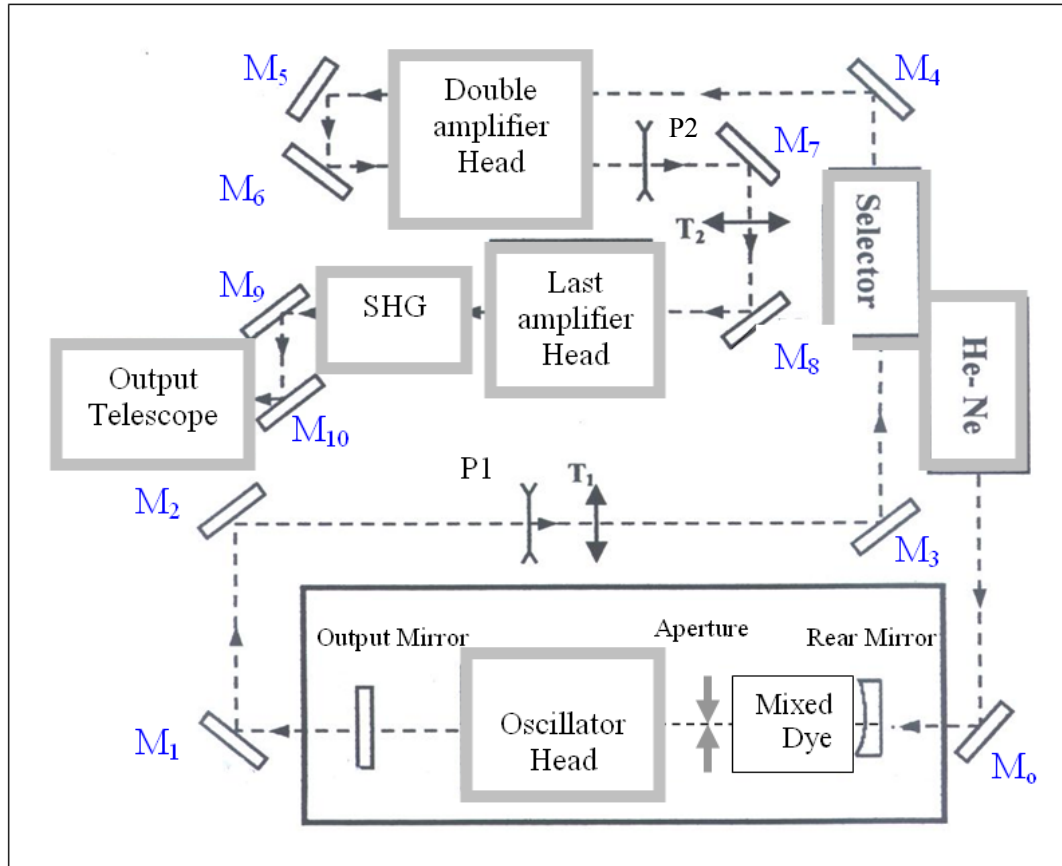 M₅
Double
amplifier
Head
P2
M₇
M₄
M₆
T₂
Selector
M₉
SHG
Last
amplifier
Head
M₈
He- Ne
Output
Telescope
M₁₀
M₂
P1
T₁
M₃
Output Mirror
Aperture
Rear Mirror
Oscillator
Head
Mixed
Dye
M₁
Mₒ